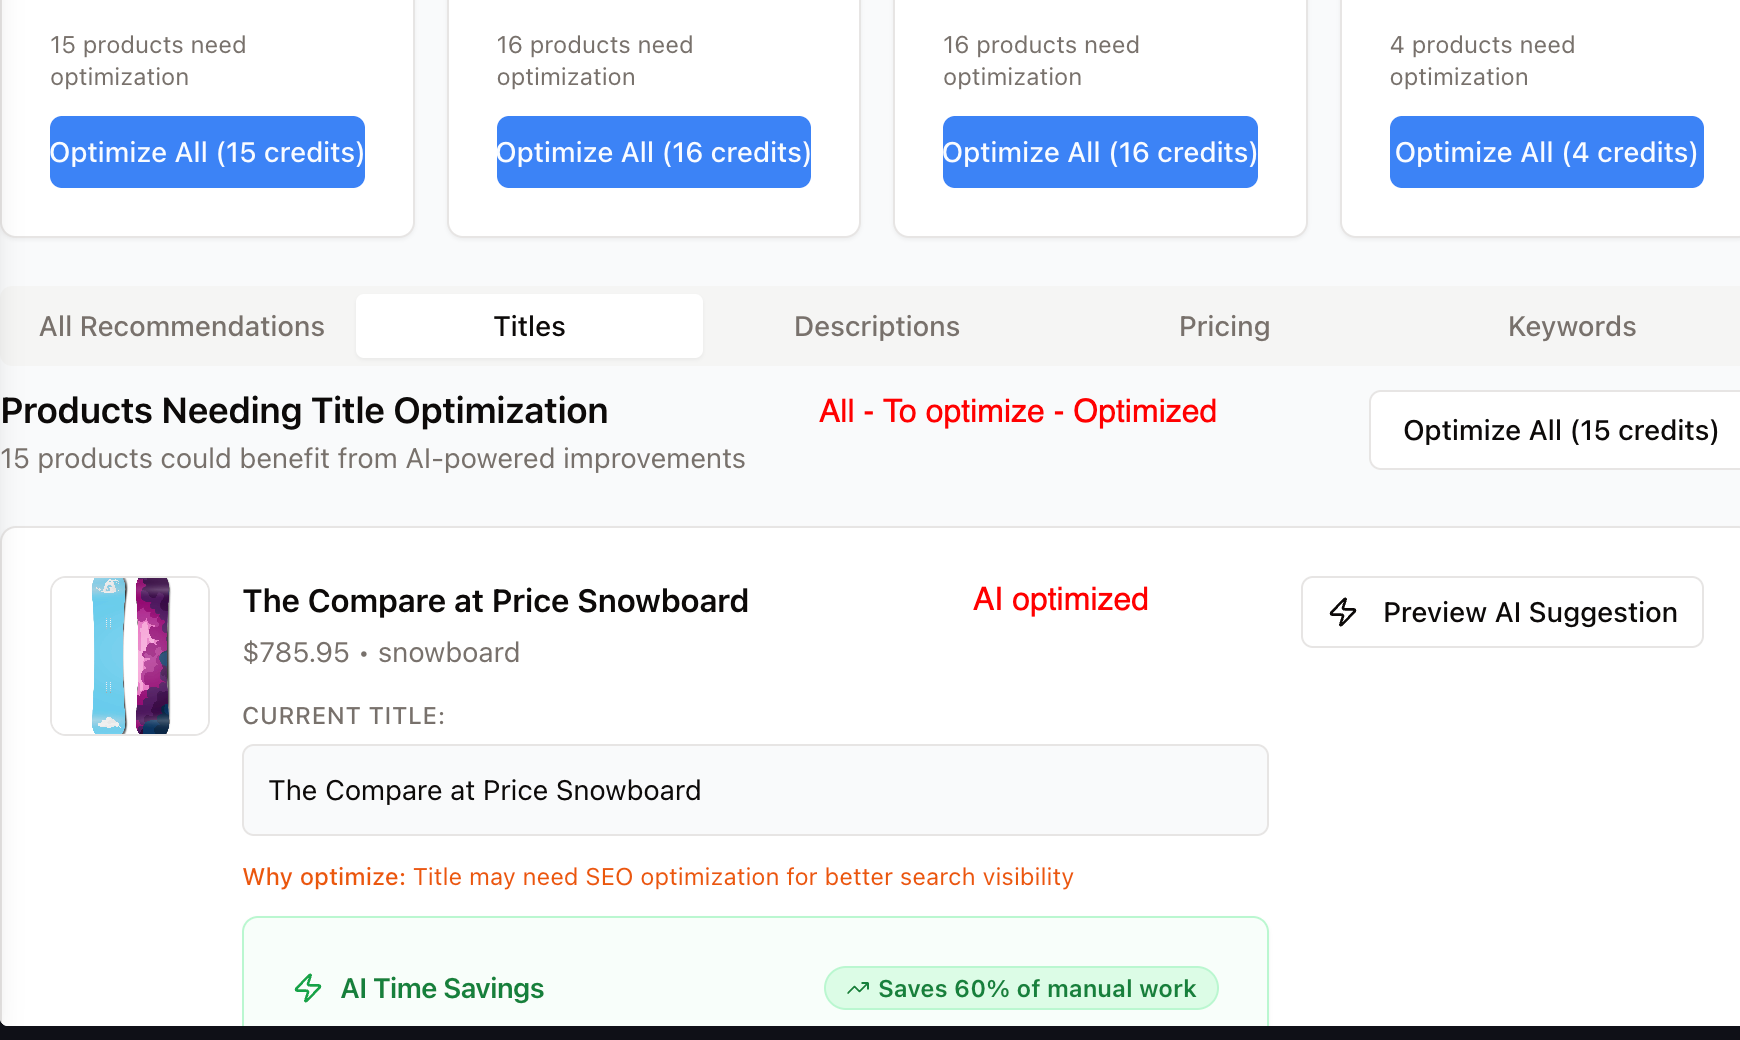 15 products need
optimization
Optimize All (15 credits)
16 products need
optimization
Optimize All (16 credits)
16 products need
optimization
Optimize All (16 credits)
4 products need
optimization
Optimize All (4 credits)
All Recommendations
Titles
Descriptions
Pricing
Keywords
Products Needing Title Optimization
15 products could benefit from AI-powered improvements
All - To optimize - Optimized
Optimize All (15 credits)
The Compare at Price Snowboard
AI optimized
Preview AI Suggestion
$785.95 • snowboard
CURRENT TITLE:
The Compare at Price Snowboard
Why optimize: Title may need SEO optimization for better search visibility
AI Time Savings
Saves 60% of manual work